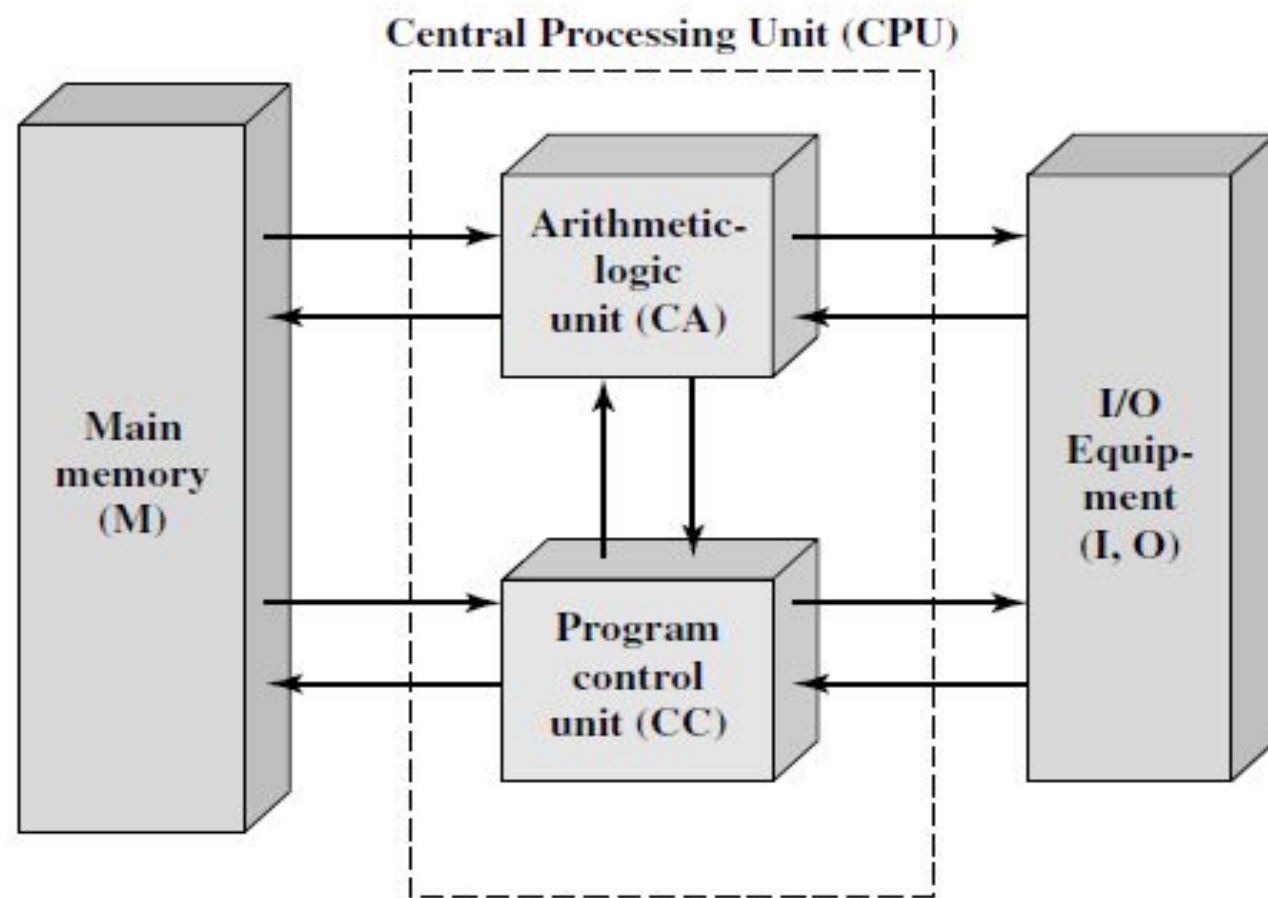 Central Processing Unit (CPU)
Arithmetic-
logic
unit (CA)
Main
memory
(M)
I/O
Equip-
ment
(I, O)
Program
control
unit (CC)